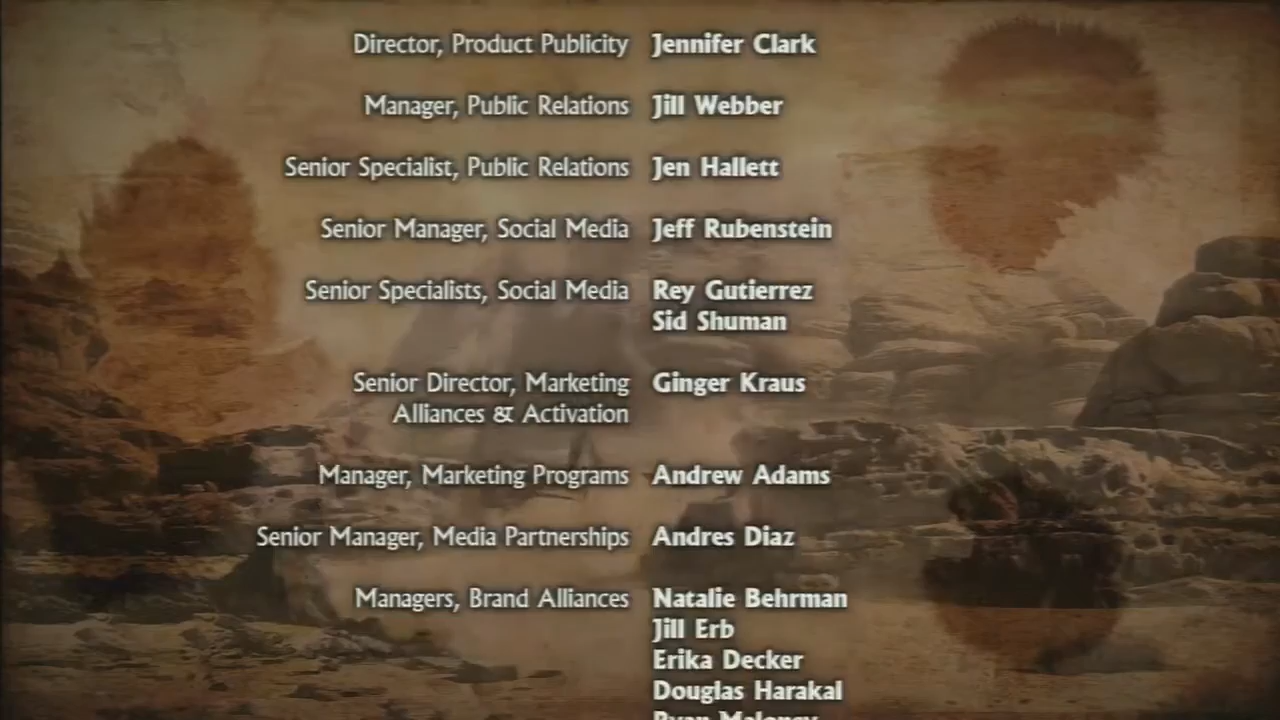 Director, Product Publicity Jennifer Clark
Manager, Public Relations Jill Webber
Senior Specialist, Public Relations Jen Hallett
Senior Manager, Social Media Jeff Rubenstein
Senior Specialists, Social Media Rey Gutierrez
Sid Shuman
Senior Director, Marketing Ginger Kraus
Alliances & Activation
Manager, Marketing Programs Andrew Adams
Senior Manager, Media Partnerships Andres Diaz
Managers, Brand Alliances Natalie Behrman
Jill Erb
Erika Decker
Douglas Harakal